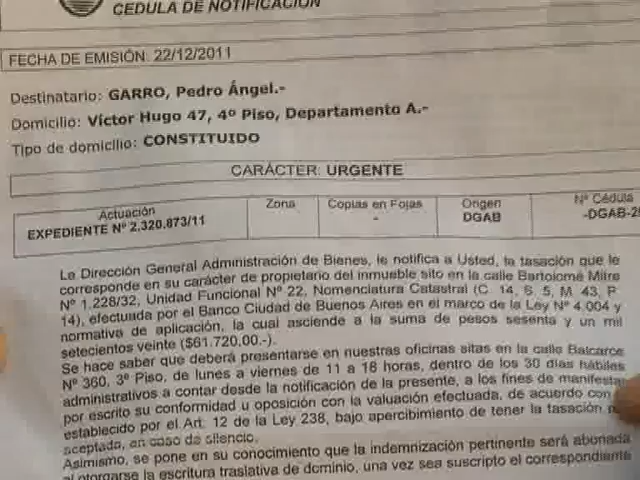 CEDULA DE NOTIFICACION
FECHA DE EMISIÓN: 22/12/2011
Destinatario: GARRO, Pedro Ángel.-
Domicilio: Víctor Hugo 47, 4º Piso, Departamento A.-
Tipo de domicilio: CONSTITUIDO
CARÁCTER: URGENTE
Actuación Zona Copias en Fojas Origen Nº Cédula
EXPEDIENTE Nº 2.320.873/11 - DGAB -DGAB-2
La Dirección General Administración de Bienes, le notifica a Usted, la tasación que le
corresponde en su carácter de propietario del inmueble sito en la calle Bartolomé Mitre
Nº 1.228/32, Unidad Funcional Nº 22, Nomenclatura Catastral (C. 14, S. 5, M. 43, P.
14), efectuada por el Banco Ciudad de Buenos Aires en el marco de la Ley Nº 4.004 y
normativa de aplicación, la cual asciende a la suma de pesos sesenta y un mil
setecientos veinte ($61.720,00.-).
Se hace saber que deberá presentarse en nuestras oficinas sitas en la calle Balcarce
Nº 360, 3º Piso, de lunes a viernes de 11 a 18 horas, dentro de los 30 días hábiles
administrativos a contar desde la notificación de la presente, a los fines de manifestar
por escrito su conformidad u oposición con la valuación efectuada, de acuerdo con
establecido por el Art. 12 de la Ley 238, bajo apercibimiento de tener la tasación
aceptada, en caso de silencio.
Asimismo, se pone en su conocimiento que la indemnización pertinente será abonada
al otorgarse la escritura traslativa de dominio, una vez sea suscripto el correspondiente